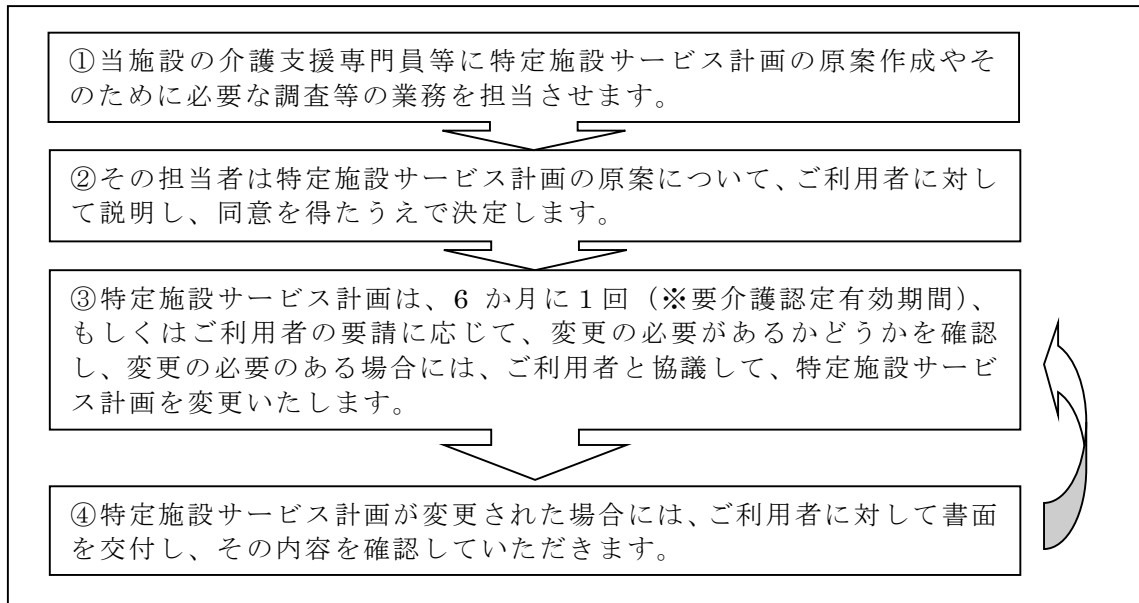 ①当施設の介護支援専門員等に特定施設サービス計画の原案作成やそ
のために必要な調査等の業務を担当させます。
②その担当者は特定施設サービス計画の原案について、ご利用者に対し
て説明し、同意を得たうえで決定します。
③特定施設サービス計画は、6 か月に１回（※要介護認定有効期間）、
もしくはご利用者の要請に応じて、変更の必要があるかどうかを確認
し、変更の必要のある場合には、ご利用者と協議して、特定施設サービ
ス計画を変更いたします。
④特定施設サービス計画が変更された場合には、ご利用者に対して書面
を交付し、その内容を確認していただきます。